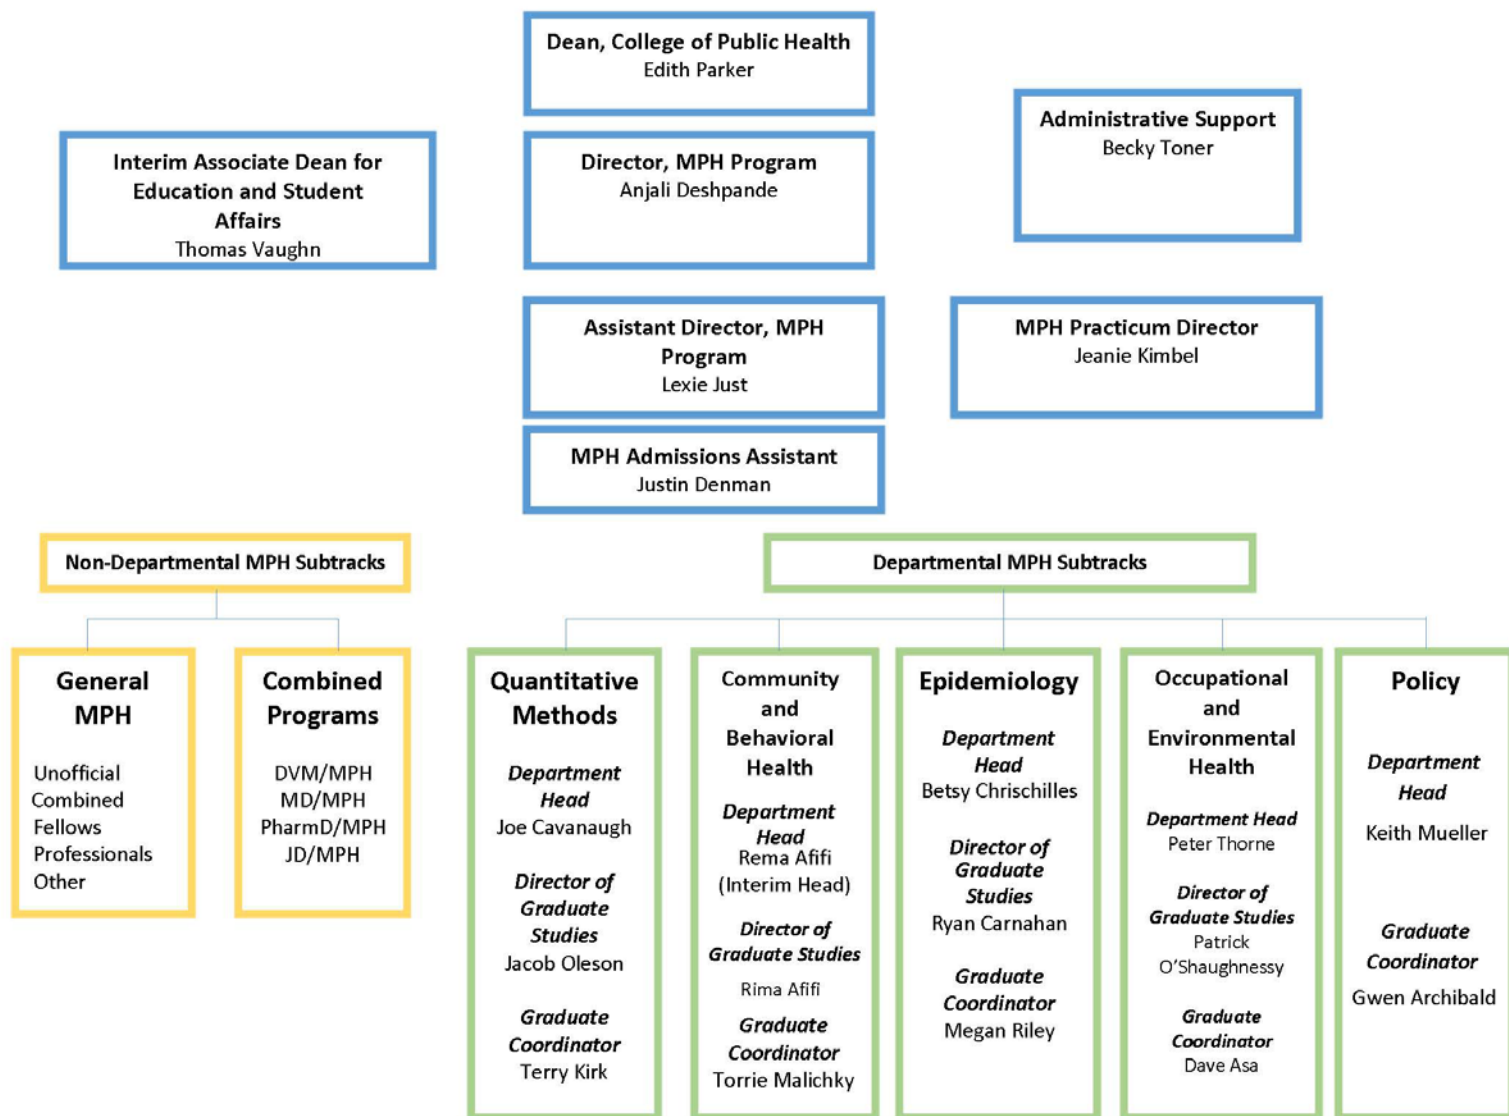 Dean, College of Public Health
Edith Parker
Administrative Support
Becky Toner
Interim Associate Dean for
Education and Student
Affairs
Thomas Vaughn
Director, MPH Program
Anjali Deshpande
Assistant Director, MPH
Program
Lexie Just
MPH Practicum Director
Jeanie Kimbel
MPH Admissions Assistant
Justin Denman
Non-Departmental MPH Subtracks
General
MPH
Unofficial
Combined
Fellows
Professionals
Other
Combined
Programs
DVM/MPH
MD/MPH
PharmD/MPH
JD/MPH
Departmental MPH Subtracks
Quantitative
Methods
Department
Head
Joe Cavanaugh
Director of
Graduate
Studies
Jacob Oleson
Graduate
Coordinator
Terry Kirk
Community
and
Behavioral
Health
Department
Head
Rema Afifi
(Interim Head)
Director of
Graduate Studies
Rima Afifi
Graduate
Coordinator
Torrie Malichky
Epidemiology
Department
Head
Betsy Chrischilles
Director of
Graduate
Studies
Ryan Carnahan
Graduate
Coordinator
Megan Riley
Occupational
and
Environmental
Health
Department Head
Peter Thorne
Director of
Graduate Studies
Patrick
O’Shaughnessy
Graduate
Coordinator
Dave Asa
Policy
Department
Head
Keith Mueller
Graduate
Coordinator
Gwen Archibald